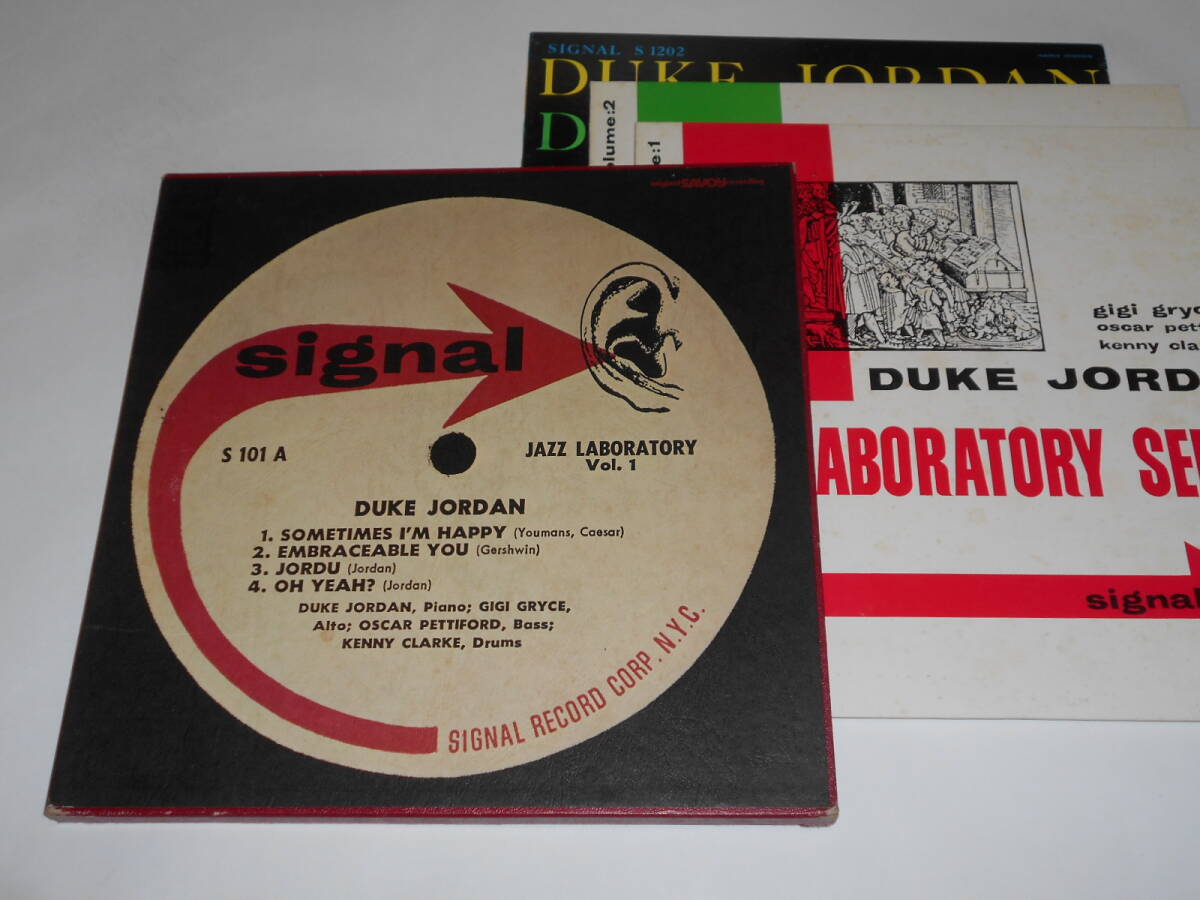 SIGNAL S 1202
DUKE JORDAN
D
olume:2
e:1
gigi gryc
oscar pett
kenny cla
DUKE JORD
ABORATORY SE
signal
signal
S 101 A
JAZZ LABORATORY
Vol. 1
DUKE JORDAN
1. SOMETIMES I'M HAPPY (Youmans, Caesar)
2. EMBRACEABLE YOU (Gershwin)
3. JORDU (Jordan)
4. OH YEAH? (Jordan)
DUKE JORDAN, Piano; GIGI GRYCE,
Alto; OSCAR PETTIFORD, Bass;
KENNY CLARKE, Drums
SIGNAL RECORD CORP. N.Y.C.